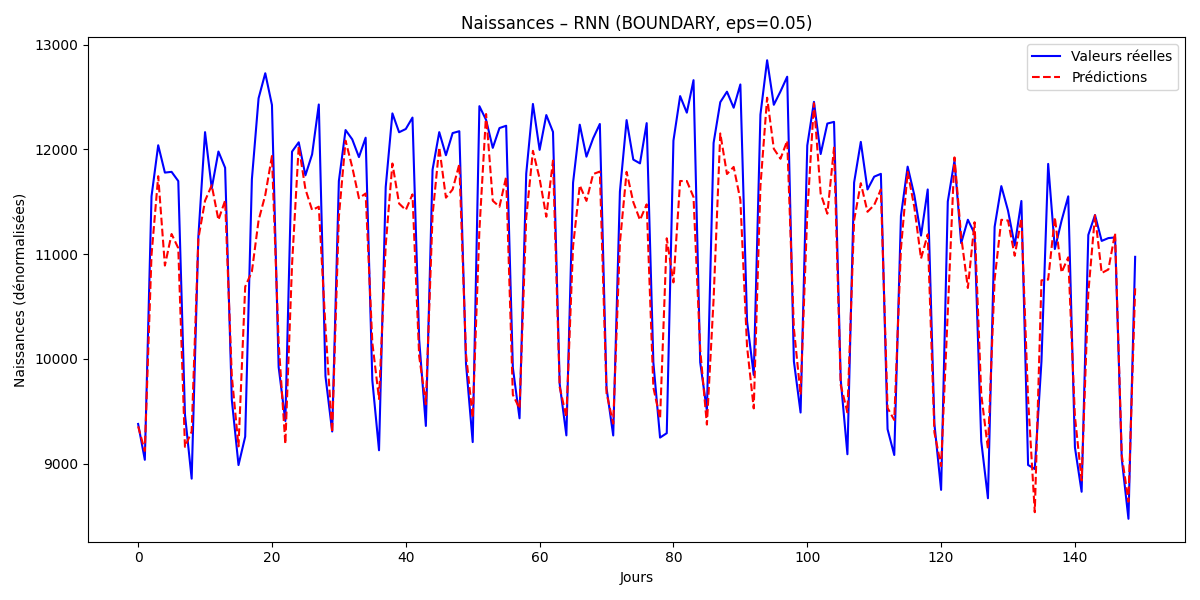 Naissances – RNN (BOUNDARY, eps=0.05)
Valeurs réelles
Prédictions
13000
12000
11000
10000
9000
Naissances (dénormalisées)
0 20 40 60 80 100 120 140
Jours